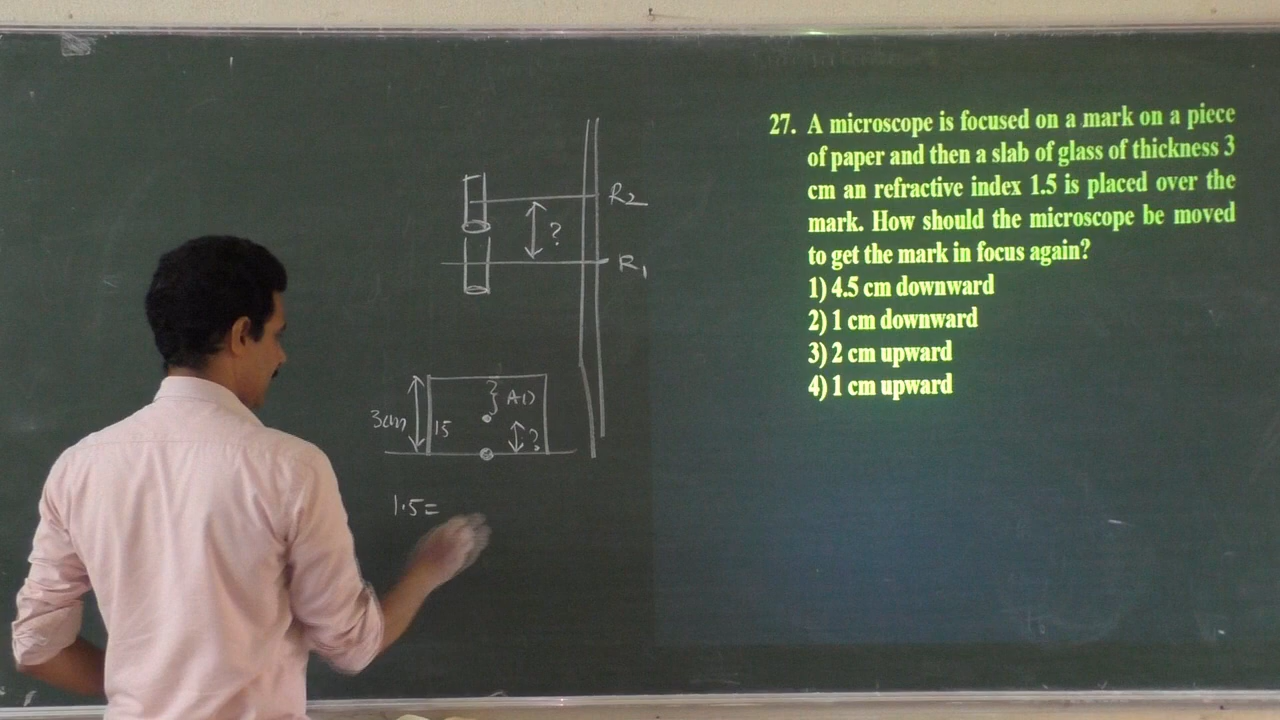 27. A microscope is focused on a mark on a piece
of paper and then a slab of glass of thickness 3
cm an refractive index 1.5 is placed over the
mark. How should the microscope be moved
to get the mark in focus again?
1) 4.5 cm downward
2) 1 cm downward
3) 2 cm upward
4) 1 cm upward
R2
?
R1
AD
3cm
15
?
1.5=